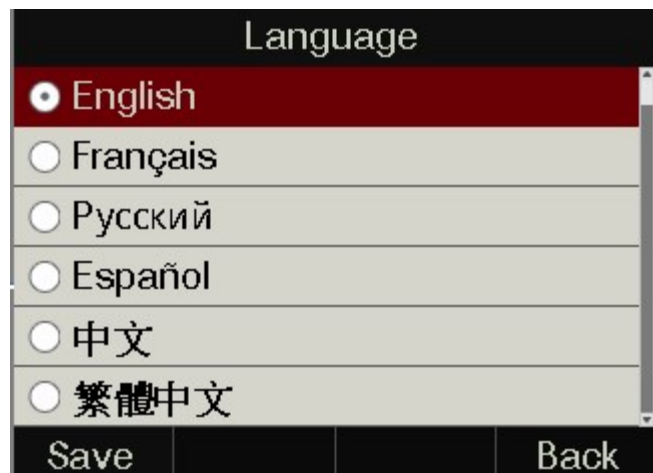 Language
English
Français
Русский
Español
中文
繁體中文
Save Back